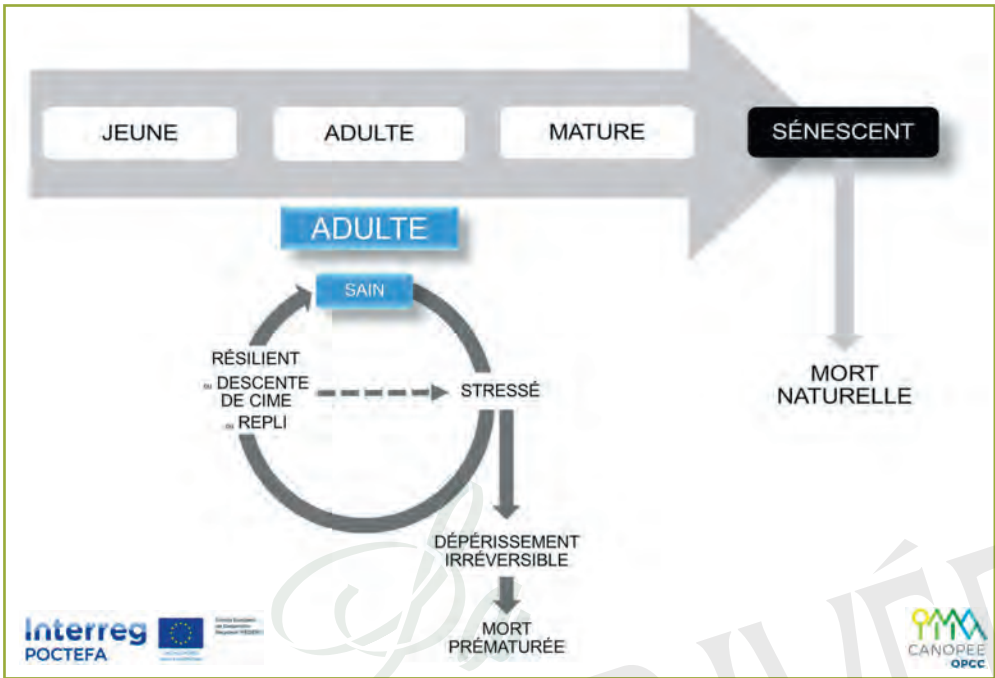 JEUNE
ADULTE
MATURE
SÉNESCENT
ADULTE
SAIN
RÉSILIENT
ou DESCENTE
DE CIME
ou REPLI
STRESSÉ
MORT
NATURELLE
DÉPÉRISSEMENT
IRRÉVERSIBLE
MORT
PRÉMATURÉE
Interreg
POCTEFA
CANOPEE
OPCC